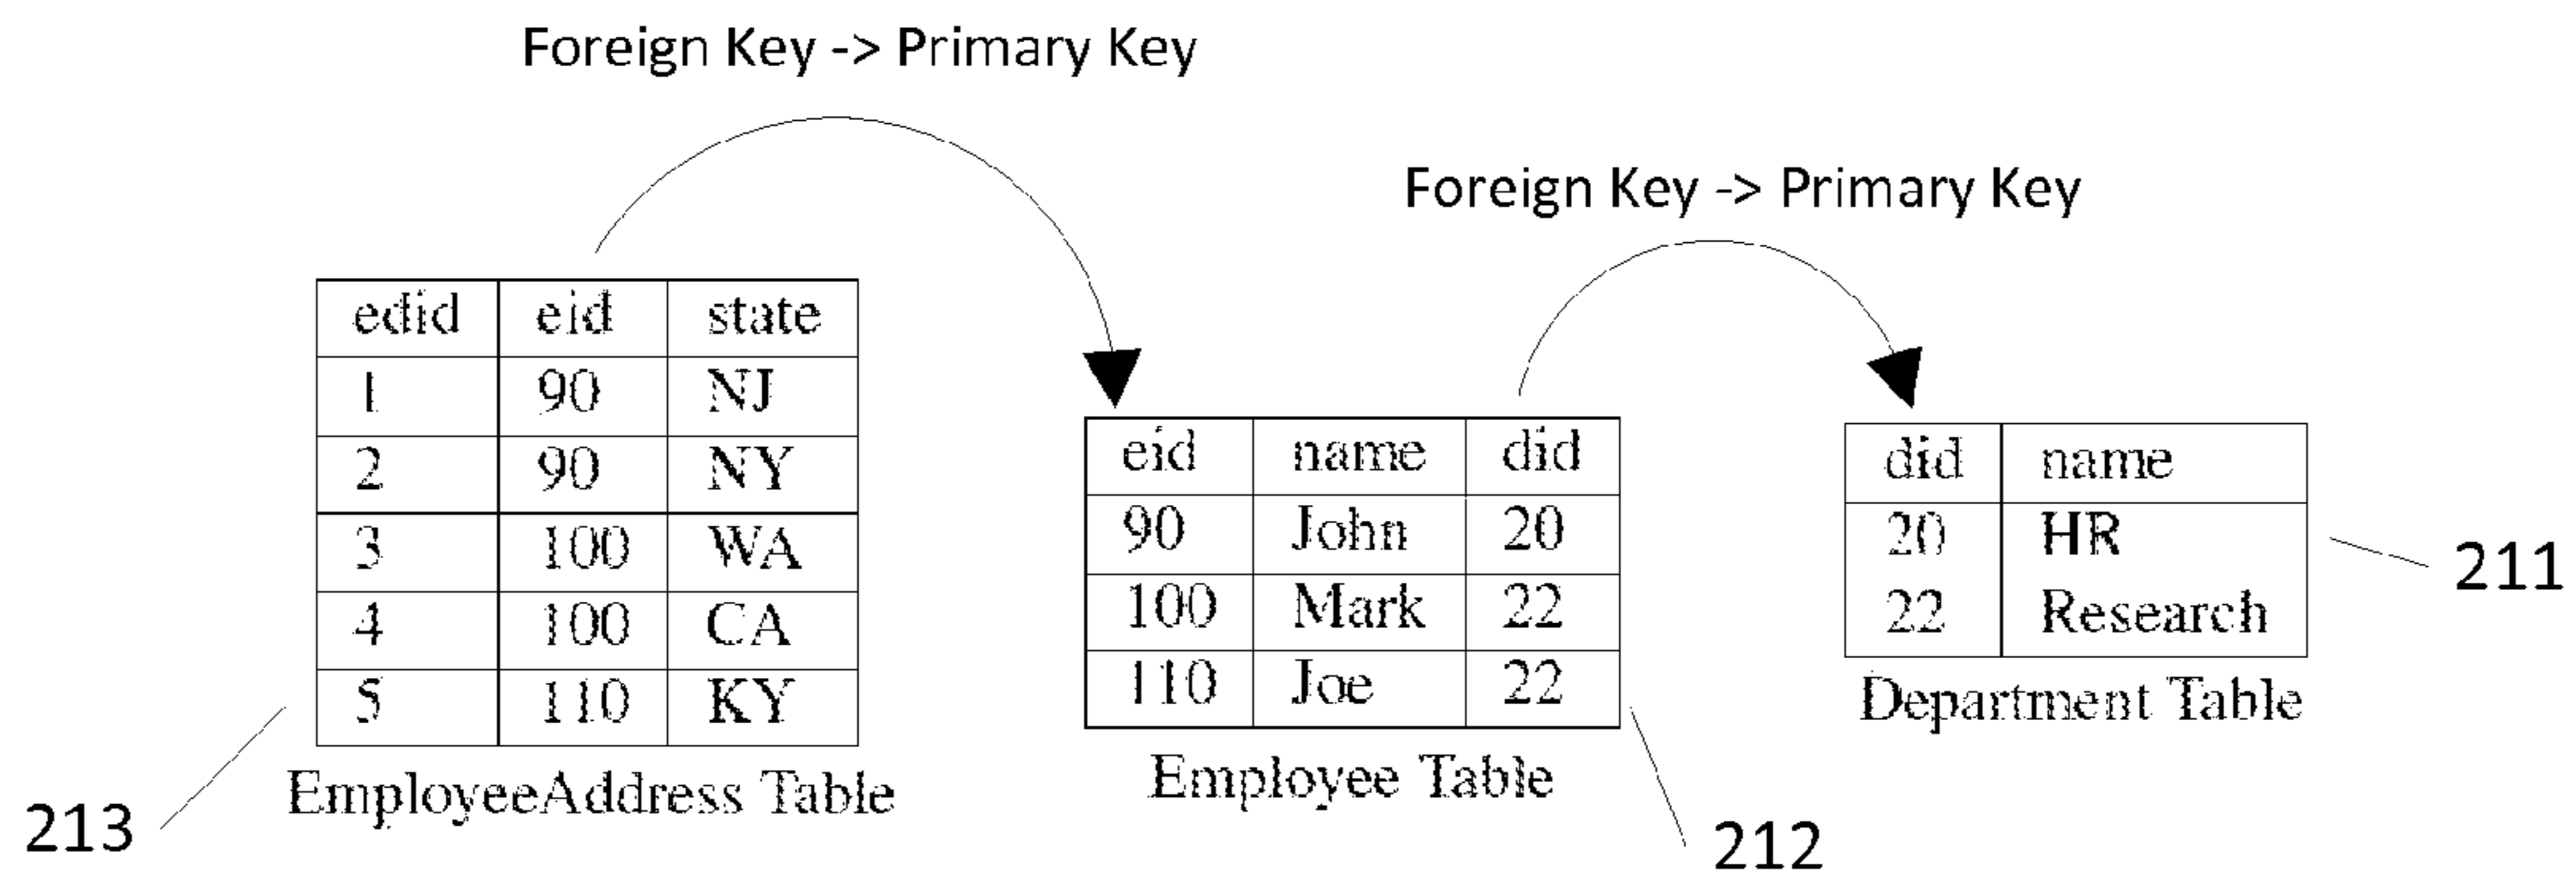 Foreign Key -> Primary Key
Foreign Key -> Primary Key
edid eid state
1 90 NJ
2 90 NY
3 100 WA
4 100 CA
5 110 KY
EmployeeAddress Table
213
eid name did
90 John 20
100 Mark 22
110 Joe 22
Employee Table
212
did name
20 HR
22 Research
Department Table
211